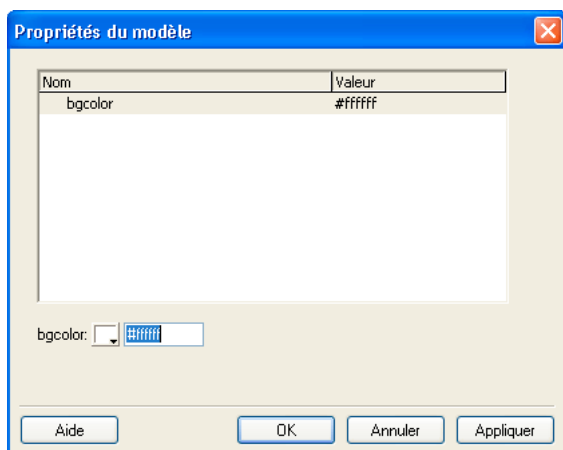 Propriétés du modèle
Nom Valeur
bgcolor #ffffff
bgcolor: #ffffff
Aide OK Annuler Appliquer